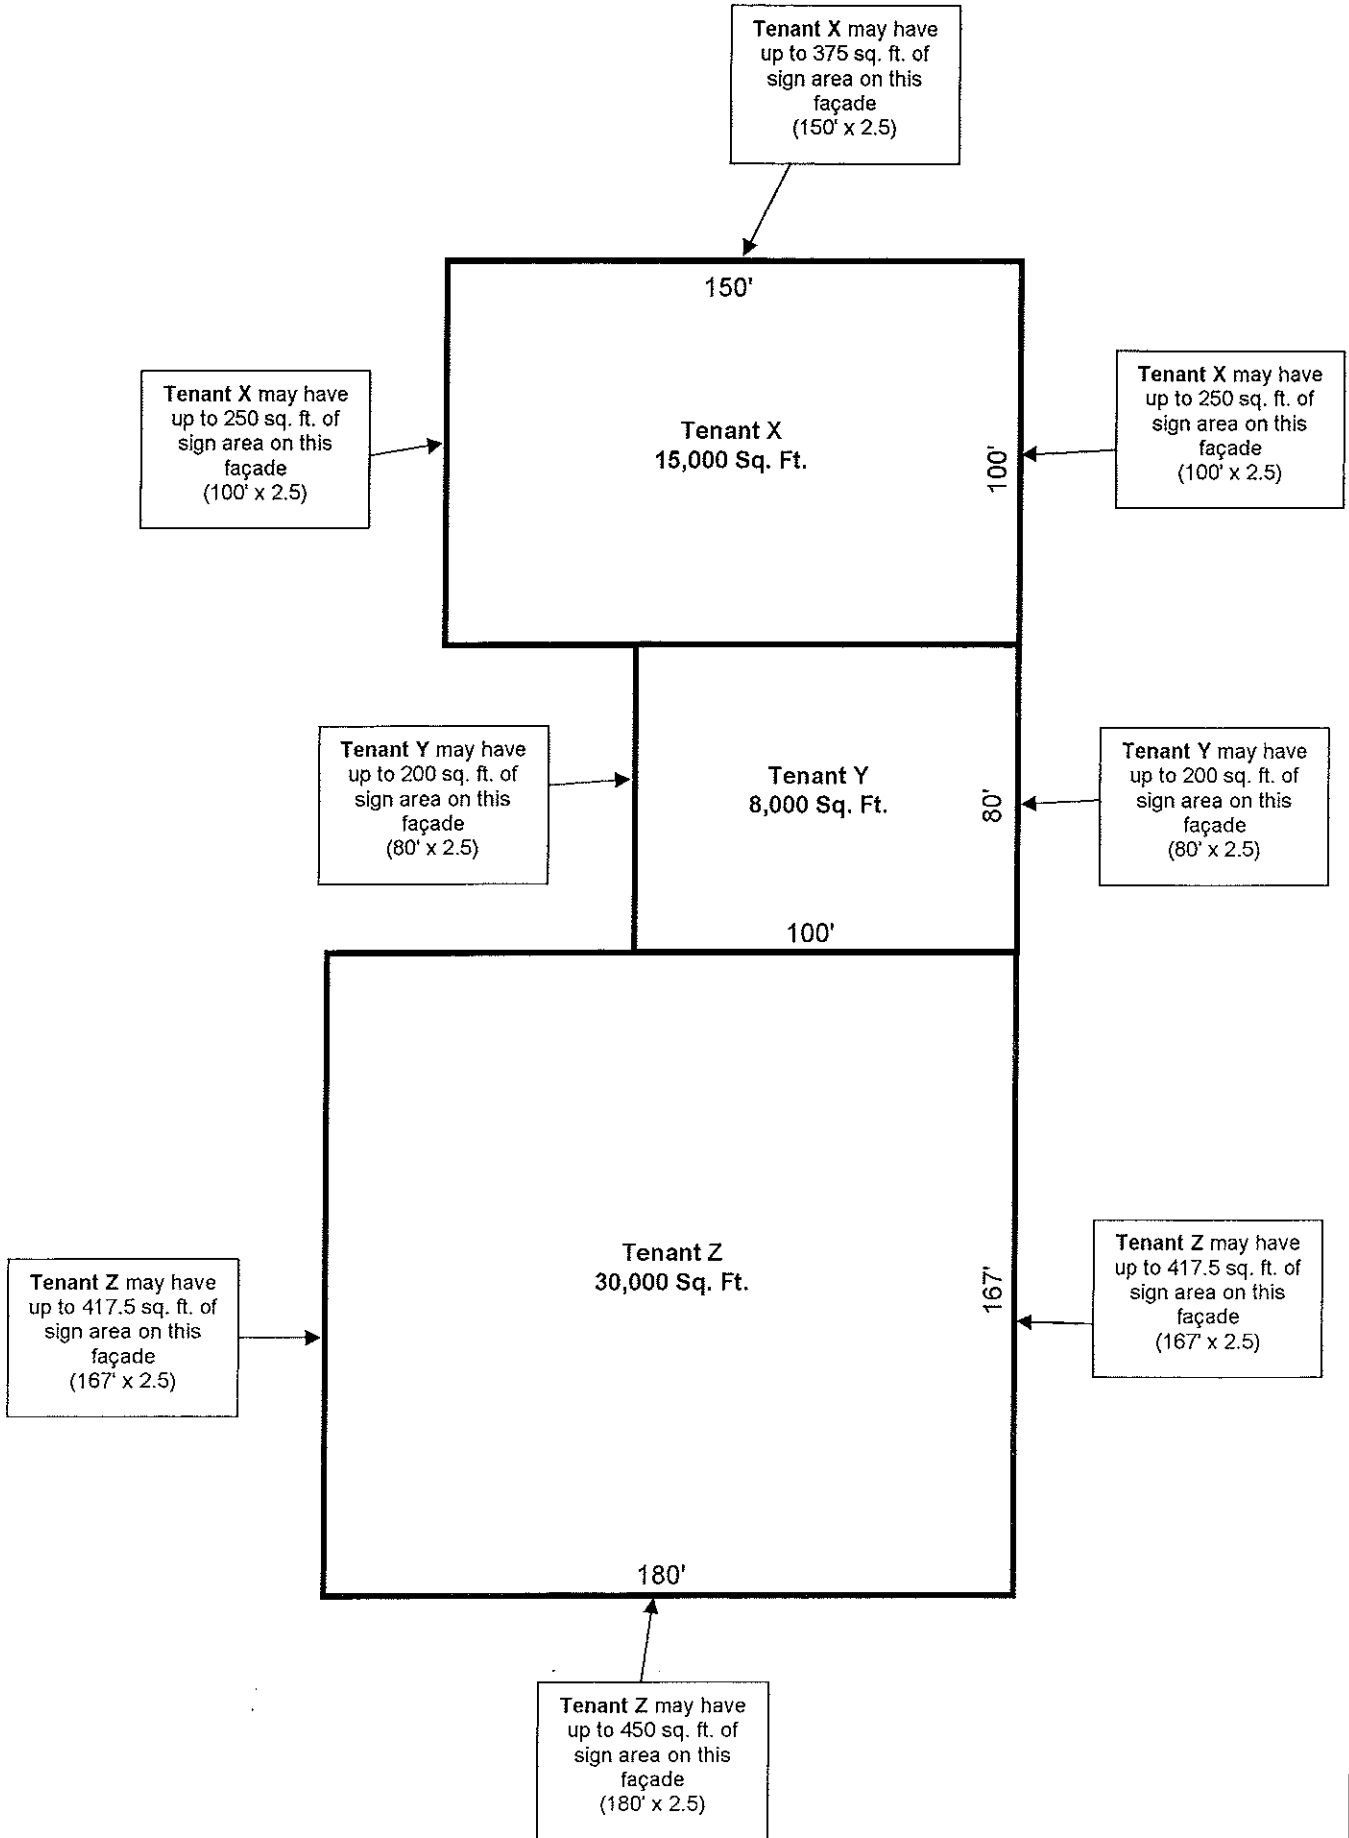 Tenant X may have
up to 375 sq. ft. of
sign area on this
façade
(150' x 2.5)
150'
Tenant X may have
up to 250 sq. ft. of
sign area on this
façade
(100' x 2.5)
Tenant X
15,000 Sq. Ft.
100'
Tenant X may have
up to 250 sq. ft. of
sign area on this
façade
(100' x 2.5)
Tenant Y may have
up to 200 sq. ft. of
sign area on this
façade
(80' x 2.5)
Tenant Y
8,000 Sq. Ft.
80'
Tenant Y may have
up to 200 sq. ft. of
sign area on this
façade
(80' x 2.5)
100'
Tenant Z may have
up to 417.5 sq. ft. of
sign area on this
façade
(167' x 2.5)
Tenant Z
30,000 Sq. Ft.
167'
Tenant Z may have
up to 417.5 sq. ft. of
sign area on this
façade
(167' x 2.5)
180'
Tenant Z may have
up to 450 sq. ft. of
sign area on this
façade
(180' x 2.5)